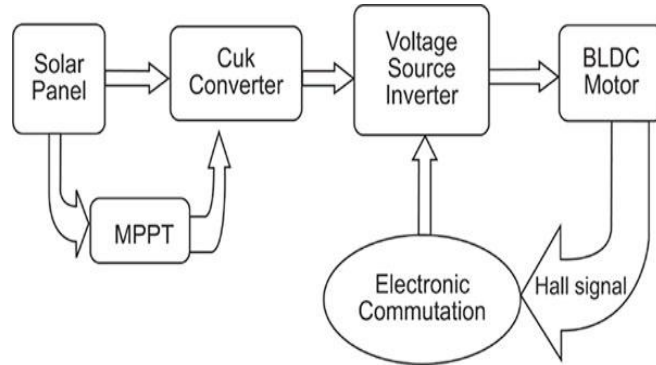 Solar
Panel
Cuk
Converter
Voltage
Source
Inverter
BLDC
Motor
MPPT
Electronic
Commutation
Hall signal